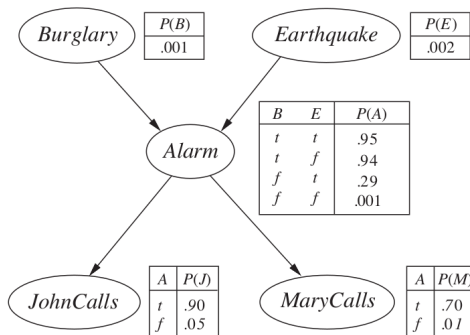 Burglary
P(B)
.001
Earthquake
P(E)
.002
Alarm
B E P(A)
t t .95
t f .94
f t .29
f f .001
JohnCalls
A P(J)
t .90
f .05
MaryCalls
A P(M)
t .70
f .01